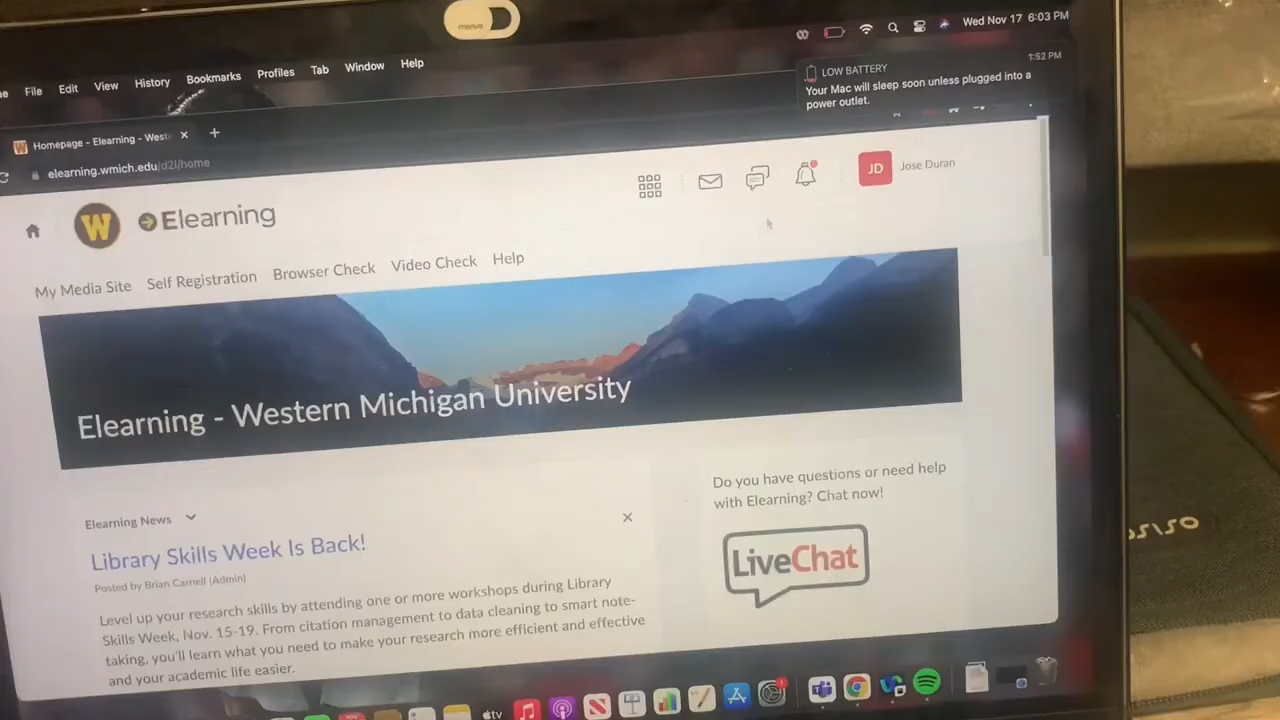 Wed Nov 17 6:03 PM
File Edit View History Bookmarks Profiles Tab Window Help
1:52 PM
LOW BATTERY
Your Mac will sleep soon unless plugged into a
power outlet.
Homepage - Elearning - West
elearning.wmich.edu/d2l/home
W
Elearning
JD
Jose Duran
My Media Site Self Registration Browser Check Video Check Help
Elearning - Western Michigan University
Elearning News
Library Skills Week Is Back!
Posted by Brian Carnell (Admin)
Level up your research skills by attending one or more workshops during Library
Skills Week, Nov. 15-19. From citation management to data cleaning to smart note-
taking, you'll learn what you need to make your research more efficient and effective
and your academic life easier.
Do you have questions or need help
with Elearning? Chat now!
LiveChat
tv